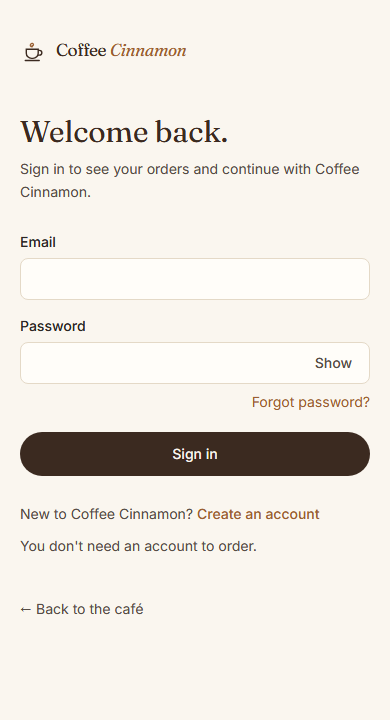 Coffee Cinnamon
Welcome back.
Sign in to see your orders and continue with Coffee
Cinnamon.
Email
Password
Show
Forgot password?
Sign in
New to Coffee Cinnamon? Create an account
You don't need an account to order.
← Back to the café